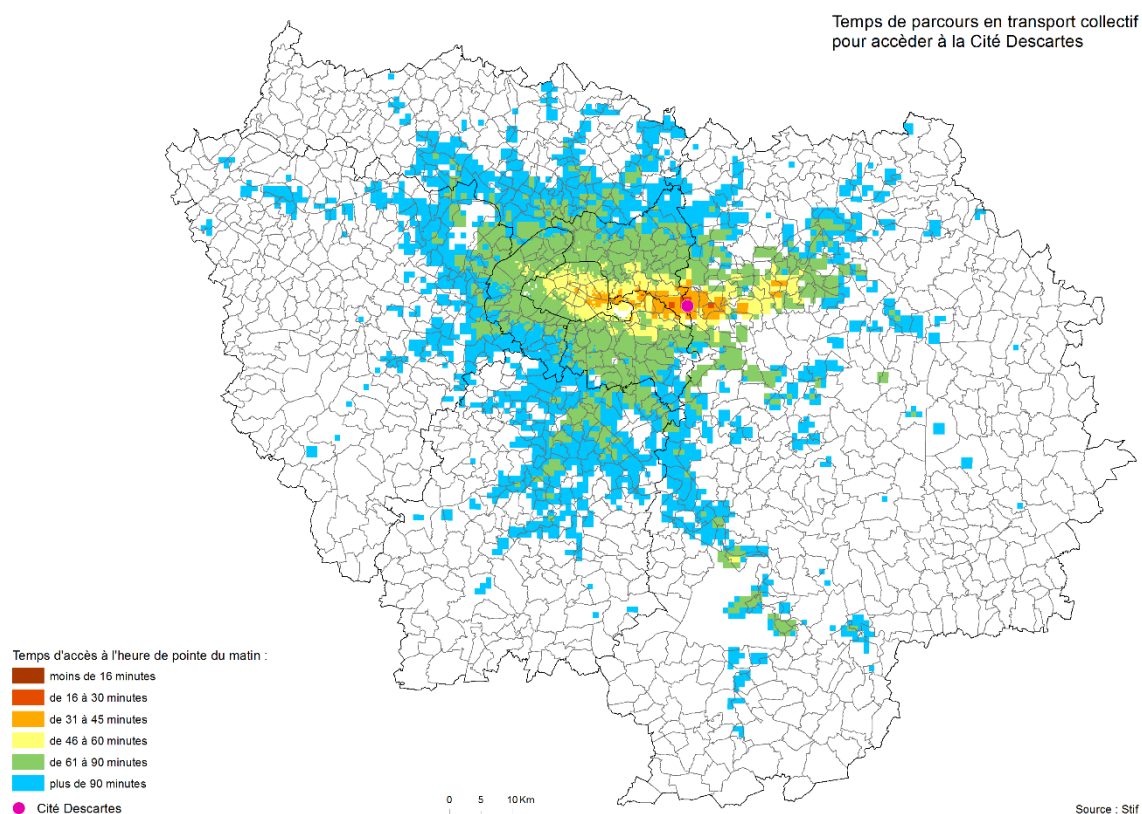 Temps de parcours en transport collectif
pour accèder à la Cité Descartes
Temps d'accès à l'heure de pointe du matin :
moins de 16 minutes
de 16 à 30 minutes
de 31 à 45 minutes
de 46 à 60 minutes
de 61 à 90 minutes
plus de 90 minutes
Cité Descartes
0 5 10 Km
Source : Stif